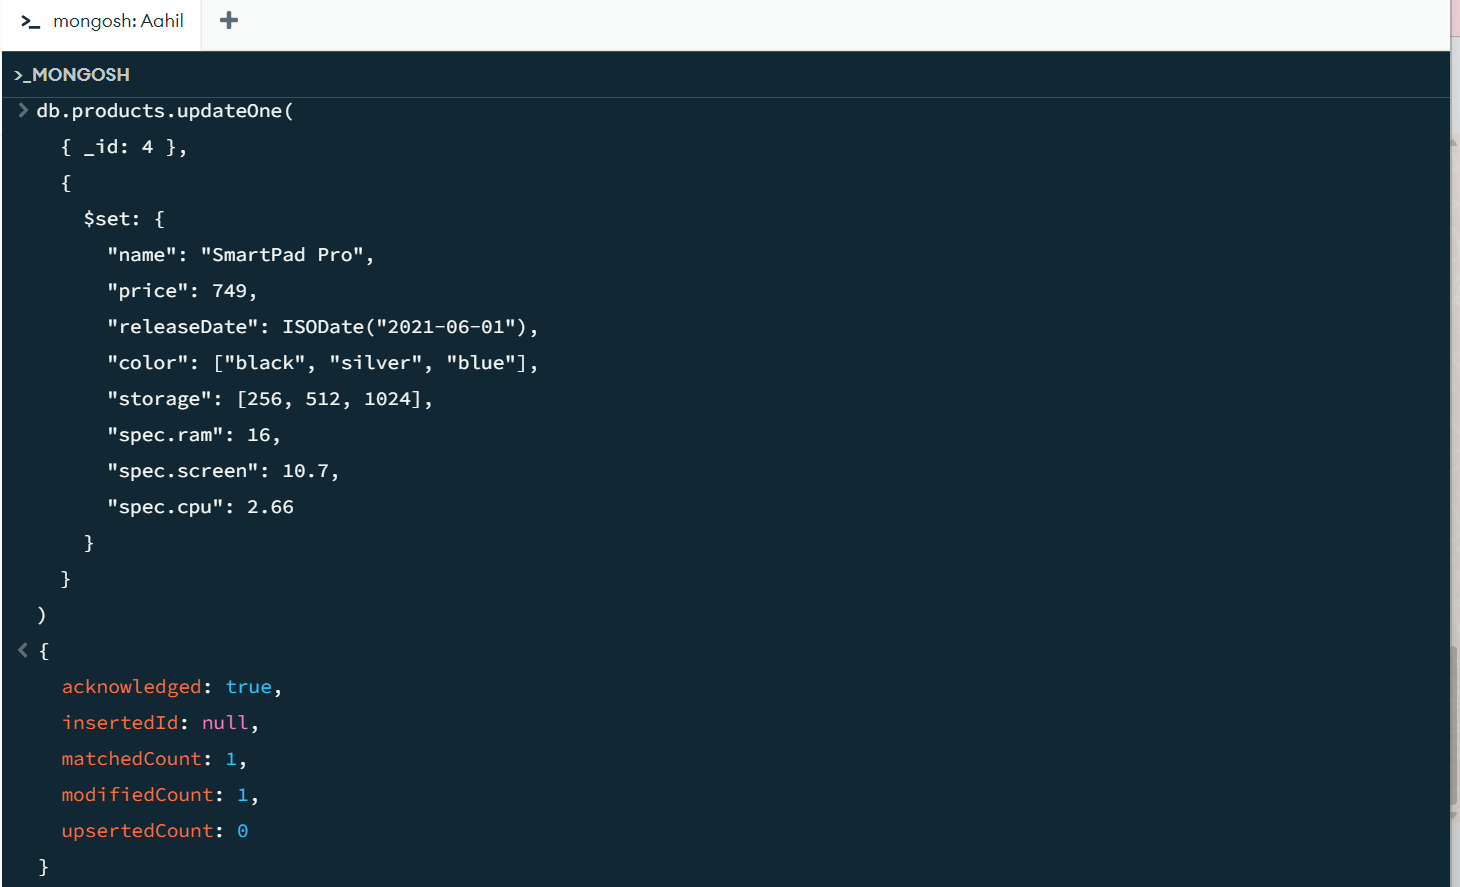 >_ mongosh: Aahil +
>_MONGOSH
> db.products.updateOne(
{ _id: 4 },
{
$set: {
"name": "SmartPad Pro",
"price": 749,
"releaseDate": ISODate("2021-06-01"),
"color": ["black", "silver", "blue"],
"storage": [256, 512, 1024],
"spec.ram": 16,
"spec.screen": 10.7,
"spec.cpu": 2.66
}
}
)
< {
acknowledged: true,
insertedId: null,
matchedCount: 1,
modifiedCount: 1,
upsertedCount: 0
}